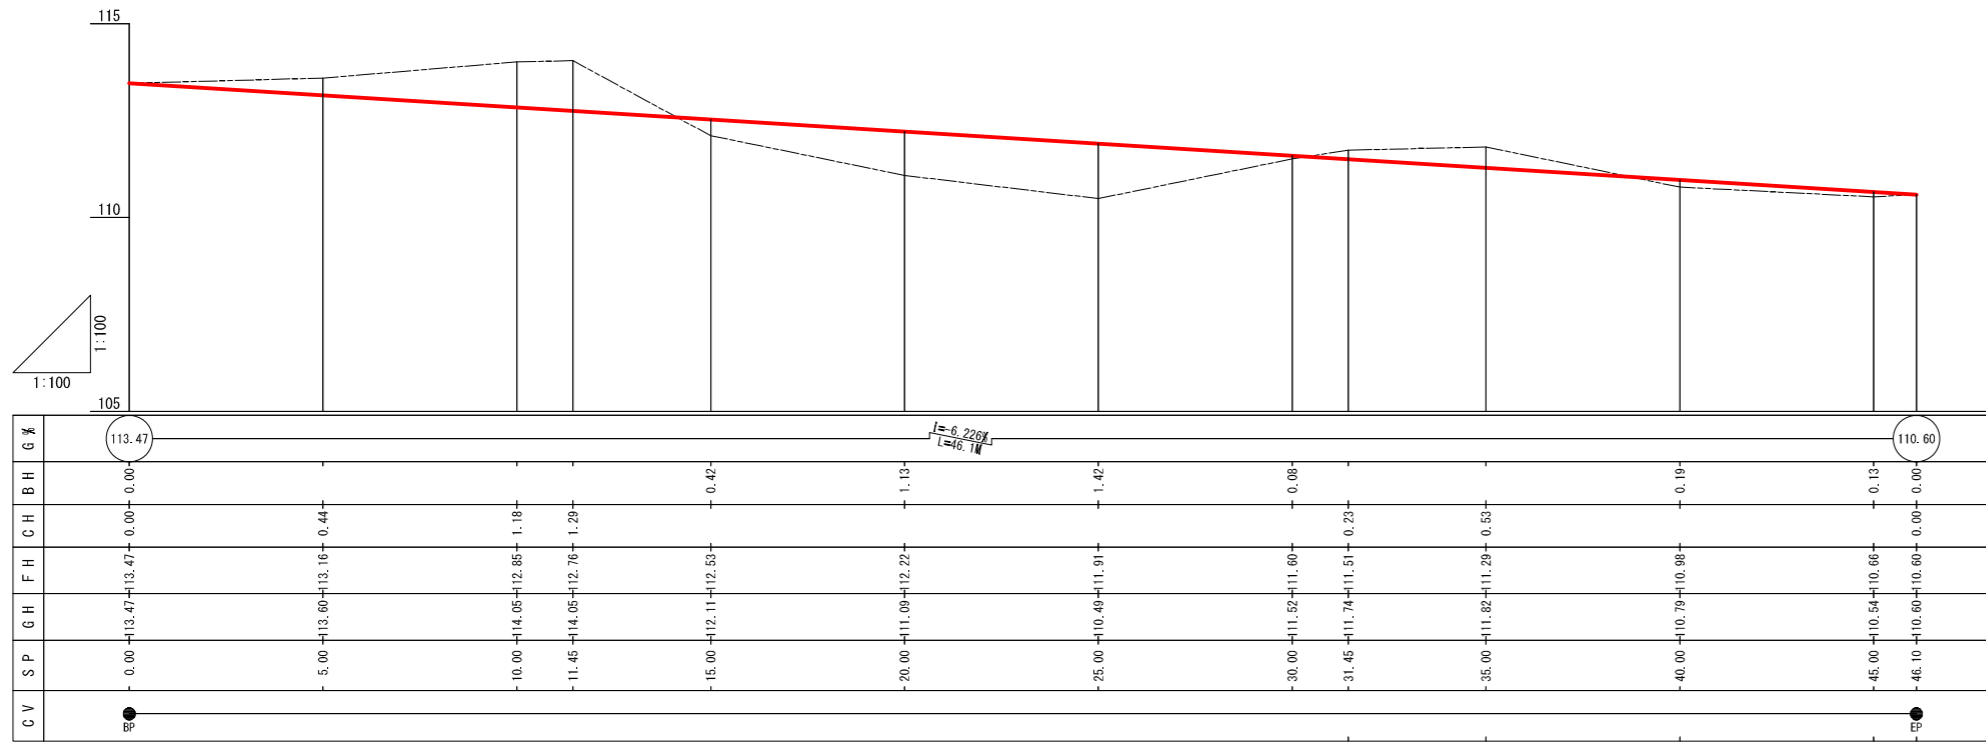 115
110
105
1:100
1:100
G %
113.47
i=-6.226%
L=46.1M
110.60
B H
0.00 0.42 1.13 1.42 0.08 0.19 0.13 0.00
C H
0.00 0.44 1.18 1.29 0.23 0.53 0.00
F H
113.47 113.16 112.85 112.76 112.53 112.22 111.91 111.60 111.51 111.29 110.98 110.66 110.60
G H
113.47 113.60 114.05 114.05 112.11 111.09 110.49 111.52 111.74 111.82 110.79 110.54 110.60
S P
0.00 5.00 10.00 11.45 15.00 20.00 25.00 30.00 31.45 35.00 40.00 45.00 46.10
C V
BP
EP